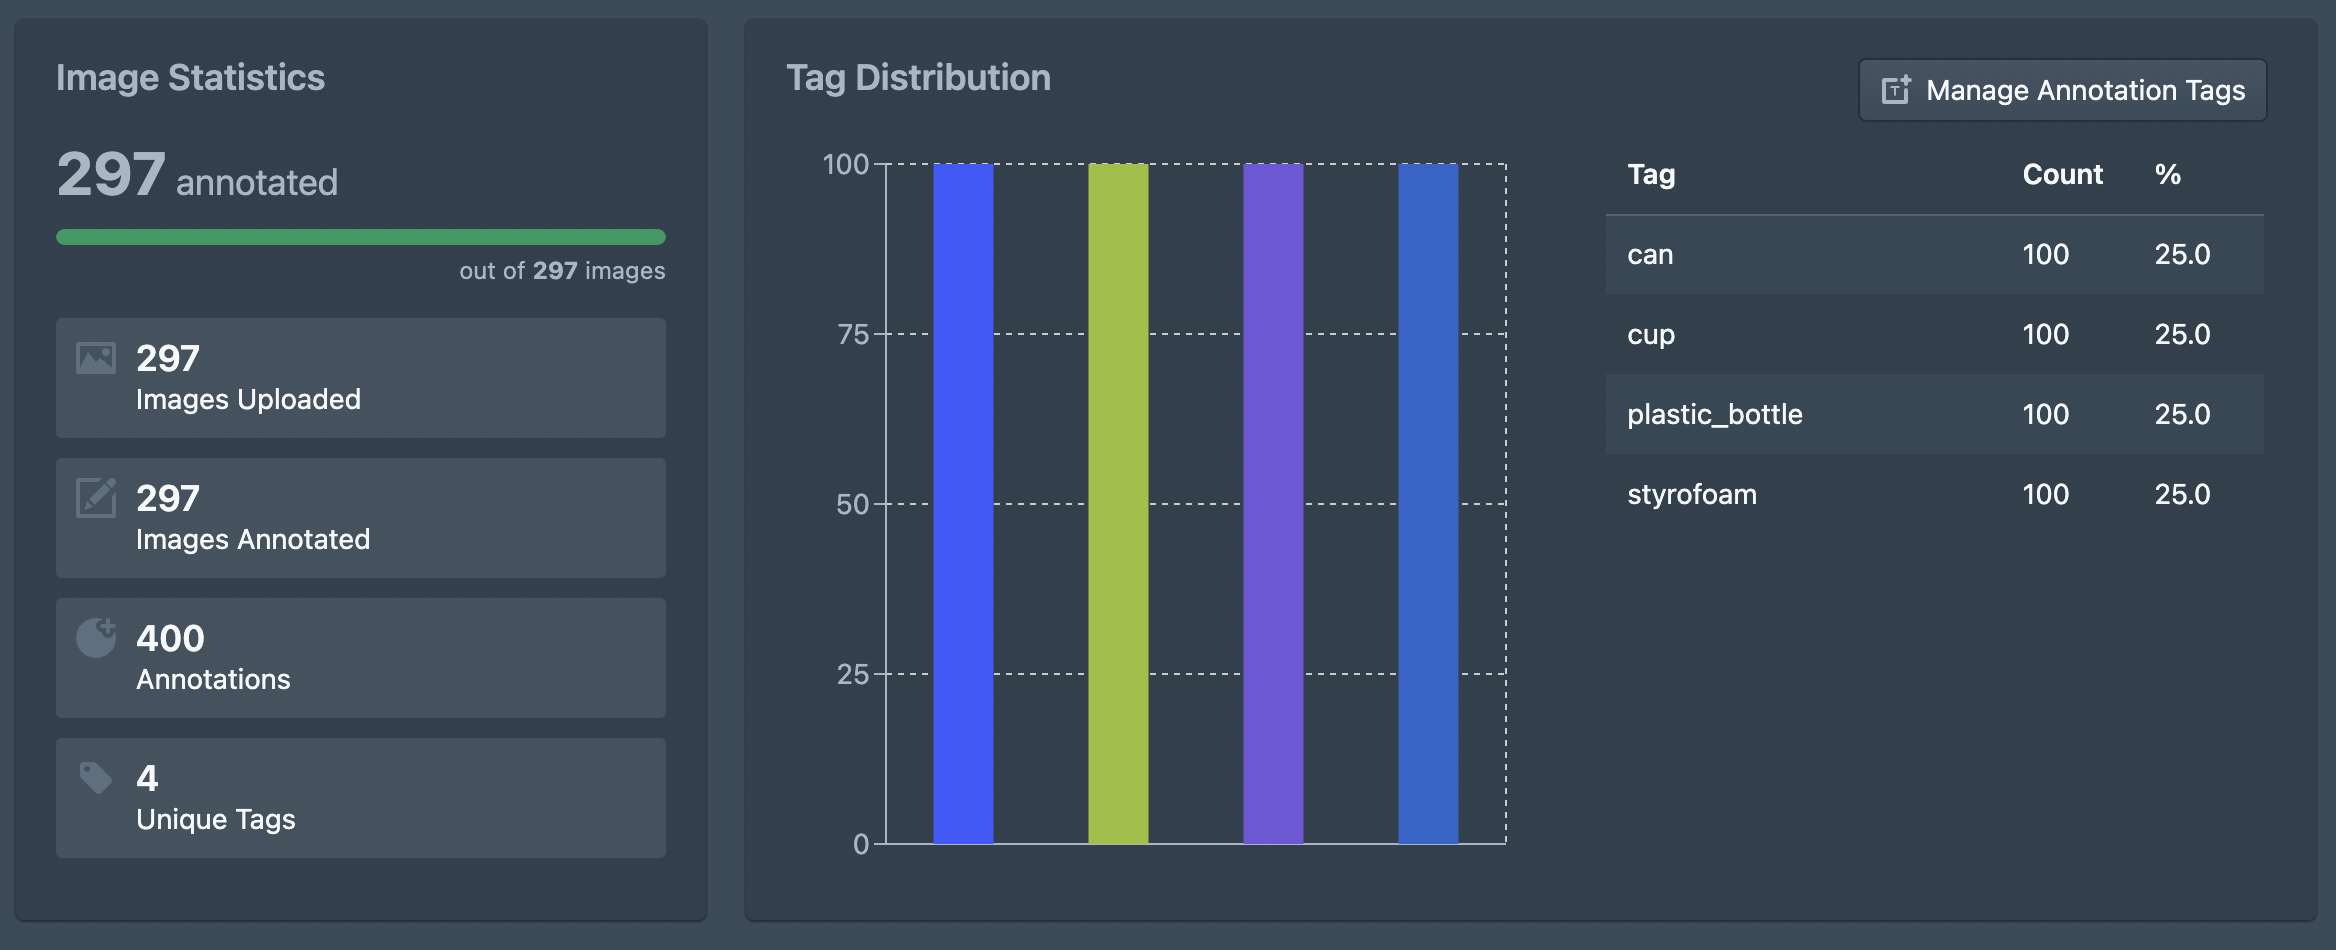 Image Statistics
297 annotated
out of 297 images
297
Images Uploaded
297
Images Annotated
400
Annotations
4
Unique Tags
Tag Distribution
Manage Annotation Tags
100
75
50
25
0
Tag Count %
can 100 25.0
cup 100 25.0
plastic_bottle 100 25.0
styrofoam 100 25.0